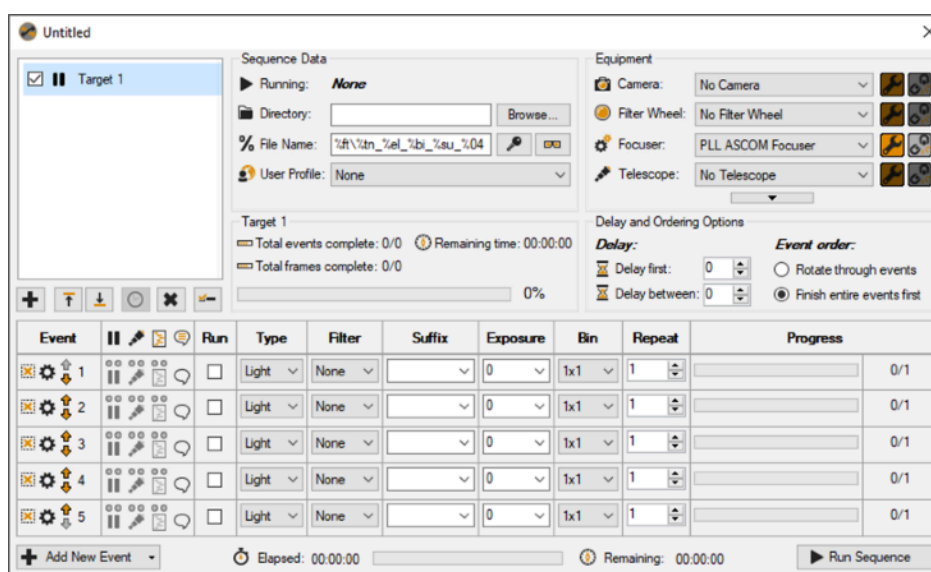 Untitled
Target 1
Sequence Data
Running: None
Directory: Browse...
% File Name: %ft\%tn_%el_%bi_%su_%04
User Profile: None
Equipment
Camera: No Camera
Filter Wheel: No Filter Wheel
Focuser: PLL ASCOM Focuser
Telescope: No Telescope
Target 1
Total events complete: 0/0 Remaining time: 00:00:00
Total frames complete: 0/0
0%
Delay and Ordering Options
Delay: Event order:
Delay first: 0 Rotate through events
Delay between: 0 Finish entire events first
Event Run Type Filter Suffix Exposure Bin Repeat Progress
1 Light None 0 1x1 1 0/1
2 Light None 0 1x1 1 0/1
3 Light None 0 1x1 1 0/1
4 Light None 0 1x1 1 0/1
5 Light None 0 1x1 1 0/1
Add New Event Elapsed: 00:00:00 Remaining: 00:00:00 Run Sequence